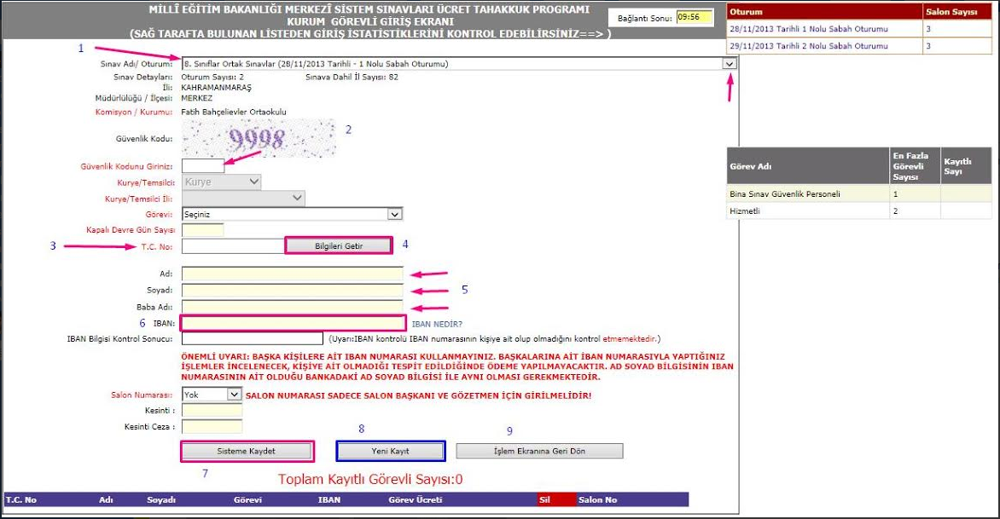 MİLLÎ EĞİTİM BAKANLIĞI MERKEZÎ SİSTEM SINAVLARI ÜCRET TAHAKKUK PROGRAMI
KURUM GÖREVLİ GİRİŞ EKRANI
(SAĞ TARAFTA BULUNAN LİSTEDEN GİRİŞ İSTATİSTİKLERİNİ KONTROL EDEBİLİRSİNİZ==> )
Bağlantı Sonu: 09:56
Oturum Salon Sayısı
28/11/2013 Tarihli 1 Nolu Sabah Oturumu 3
29/11/2013 Tarihli 2 Nolu Sabah Oturumu 3
1
Sınav Adı/ Oturum: 8. Sınıflar Ortak Sınavlar (28/11/2013 Tarihli - 1 Nolu Sabah Oturumu)
Sınav Detayları: Oturum Sayısı: 2 Sınava Dahil İl Sayısı: 82
İli: KAHRAMANMARAŞ
Müdürlüğü / İlçesi: MERKEZ
Komisyon / Kurumu: Fatih Bahçelievler Ortaokulu
Güvenlik Kodu: 9998 2
Güvenlik Kodunu Giriniz:
Kurye/Temsilci: Kurye
Kurye/Temsilci İli:
Görevi: Seçiniz
Kapalı Devre Gün Sayısı
3 T.C. No: Bilgileri Getir 4
Görev Adı En Fazla Görevli Sayısı Kayıtlı Sayı
Bina Sınav Güvenlik Personeli 1
Hizmetli 2
Ad:
Soyad: 5
Baba Adı:
6 IBAN: IBAN NEDİR?
IBAN Bilgisi Kontrol Sonucu: (Uyarı:IBAN kontrolü IBAN numarasının kişiye ait olup olmadığını kontrol etmemektedir.)
ÖNEMLİ UYARI: BAŞKA KİŞİLERE AİT IBAN NUMARASI KULLANMAYINIZ. BAŞKALARINA AİT İBAN NUMARASIYLA YAPTIĞINIZ
İŞLEMLER İNCELENECEK, KİŞİYE AİT OLMADIĞI TESPİT EDİLDİĞİNDE ÖDEME YAPILMAYACAKTIR. AD SOYAD BİLGİSİNİN IBAN
NUMARASININ AİT OLDUĞU BANKADAKİ AD SOYAD BİLGİSİ İLE AYNI OLMASI GEREKMEKTEDİR.
Salon Numarası: Yok SALON NUMARASI SADECE SALON BAŞKANI VE GÖZETMEN İÇİN GİRİLMELİDİR!
Kesinti :
Kesinti Ceza :
8 9
Sisteme Kaydet Yeni Kayıt İşlem Ekranına Geri Dön
7
Toplam Kayıtlı Görevli Sayısı:0
T.C. No Adı Soyadı Görevi IBAN Görev Ücreti Sil Salon No